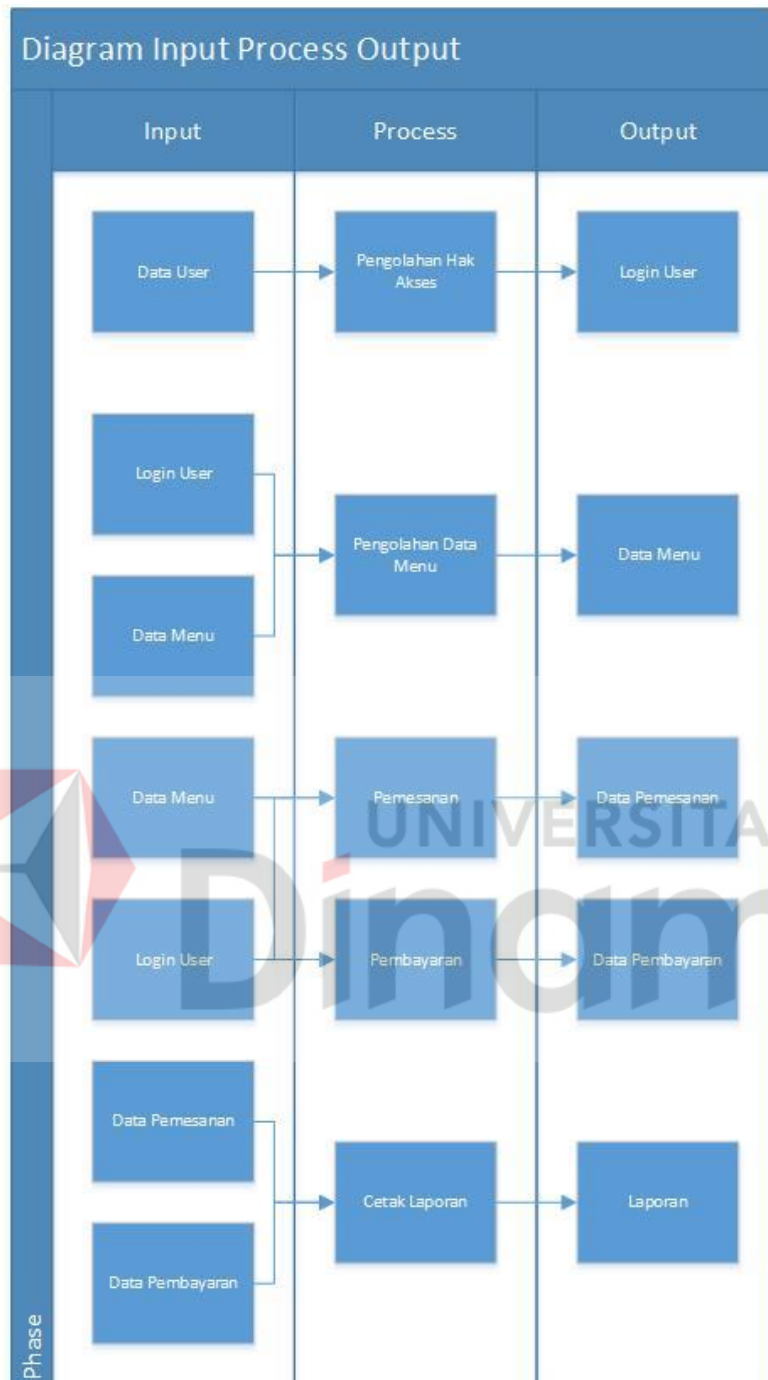 Diagram Input Process Output
Input
Process
Output
Data User
Pengolahan Hak
Akses
Login User
Login User
Data Menu
Pengolahan Data
Menu
Data Menu
Data Menu
Pemesanan
Data Pemesanan
UNIVERSITA
Dinam
Login User
Pembayaran
Data Pembayaran
Data Pemesanan
Data Pembayaran
Cetak Laporan
Laporan
Phase